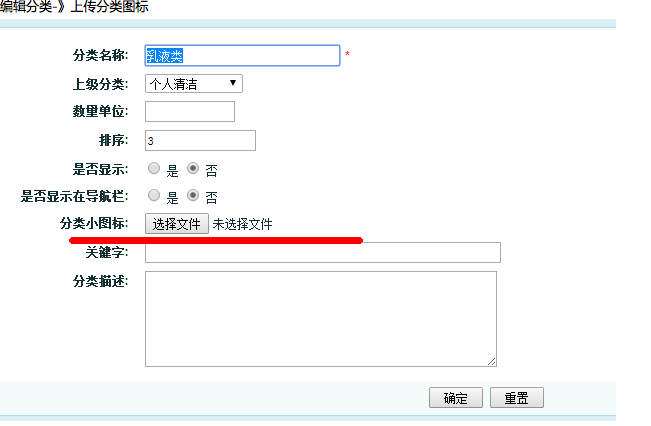 编辑分类-》上传分类图标
分类名称: 乳液类 *
上级分类: 个人清洁
数量单位:
排序: 3
是否显示: 是 否
是否显示在导航栏: 是 否
分类小图标: 选择文件 未选择文件
关键字:
分类描述:
确定 重置